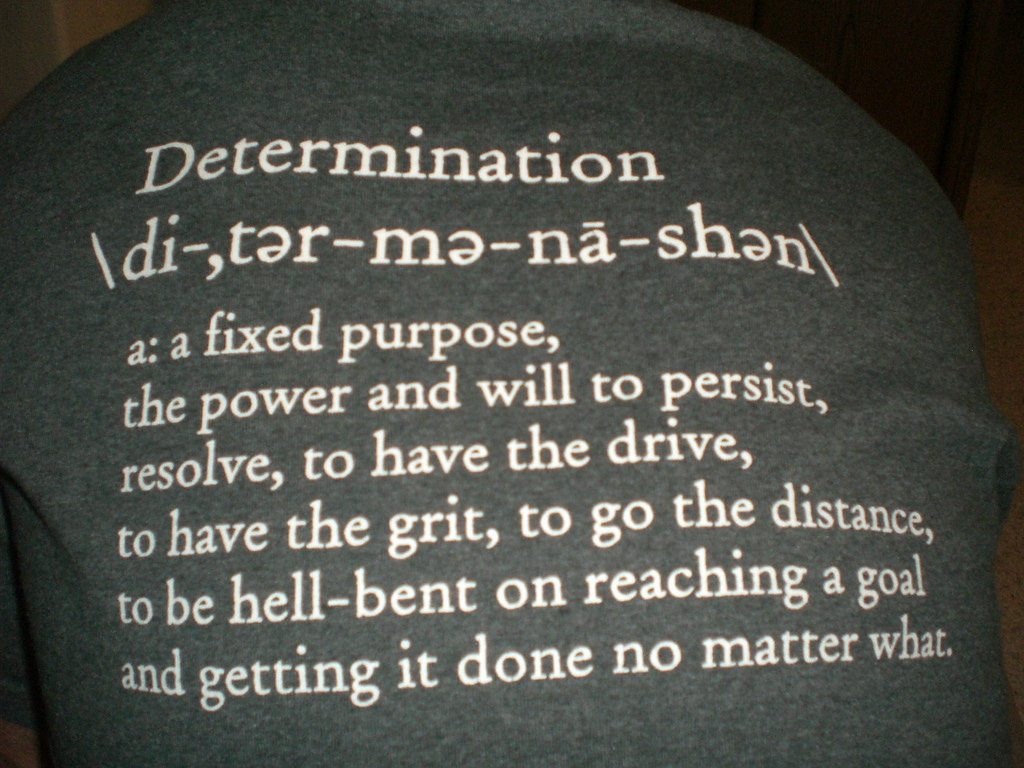 Determination
\di-,tər-mə-nā-shən\
a: a fixed purpose,
the power and will to persist,
resolve, to have the drive,
to have the grit, to go the distance,
to be hell-bent on reaching a goal
and getting it done no matter what.